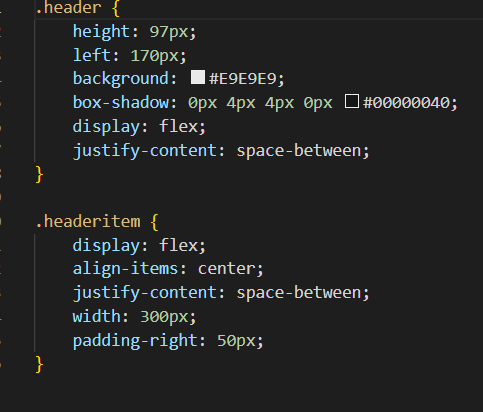 .header {
height: 97px;
left: 170px;
background: #E9E9E9;
box-shadow: 0px 4px 4px 0px #00000040;
display: flex;
justify-content: space-between;
}
.headeritem {
display: flex;
align-items: center;
justify-content: space-between;
width: 300px;
padding-right: 50px;
}